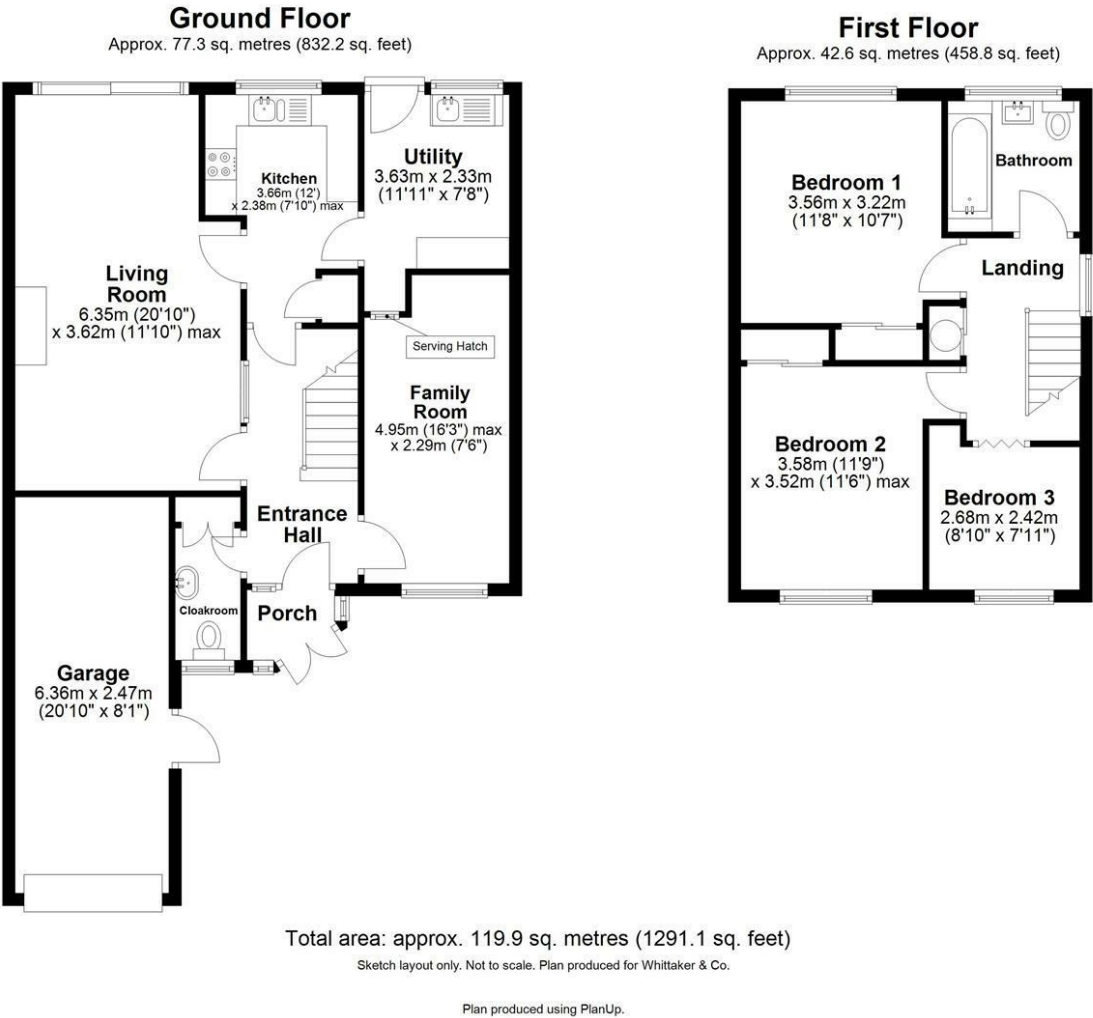 Ground Floor
Approx. 77.3 sq. metres (832.2 sq. feet)
Kitchen
3.66m (12')
x 2.38m (7'10") max
Utility
3.63m x 2.33m
(11'11" x 7'8")
Living
Room
6.35m (20'10")
x 3.62m (11'10") max
Serving Hatch
Family
Room
4.95m (16'3") max
x 2.29m (7'6")
Entrance
Hall
Cloakroom
Porch
Garage
6.36m x 2.47m
(20'10" x 8'1")
First Floor
Approx. 42.6 sq. metres (458.8 sq. feet)
Bedroom 1
3.56m x 3.22m
(11'8" x 10'7")
Bathroom
Landing
Bedroom 2
3.58m (11'9")
x 3.52m (11'6") max
Bedroom 3
2.68m x 2.42m
(8'10" x 7'11")
Total area: approx. 119.9 sq. metres (1291.1 sq. feet)
Sketch layout only. Not to scale. Plan produced for Whittaker & Co.
Plan produced using PlanUp.